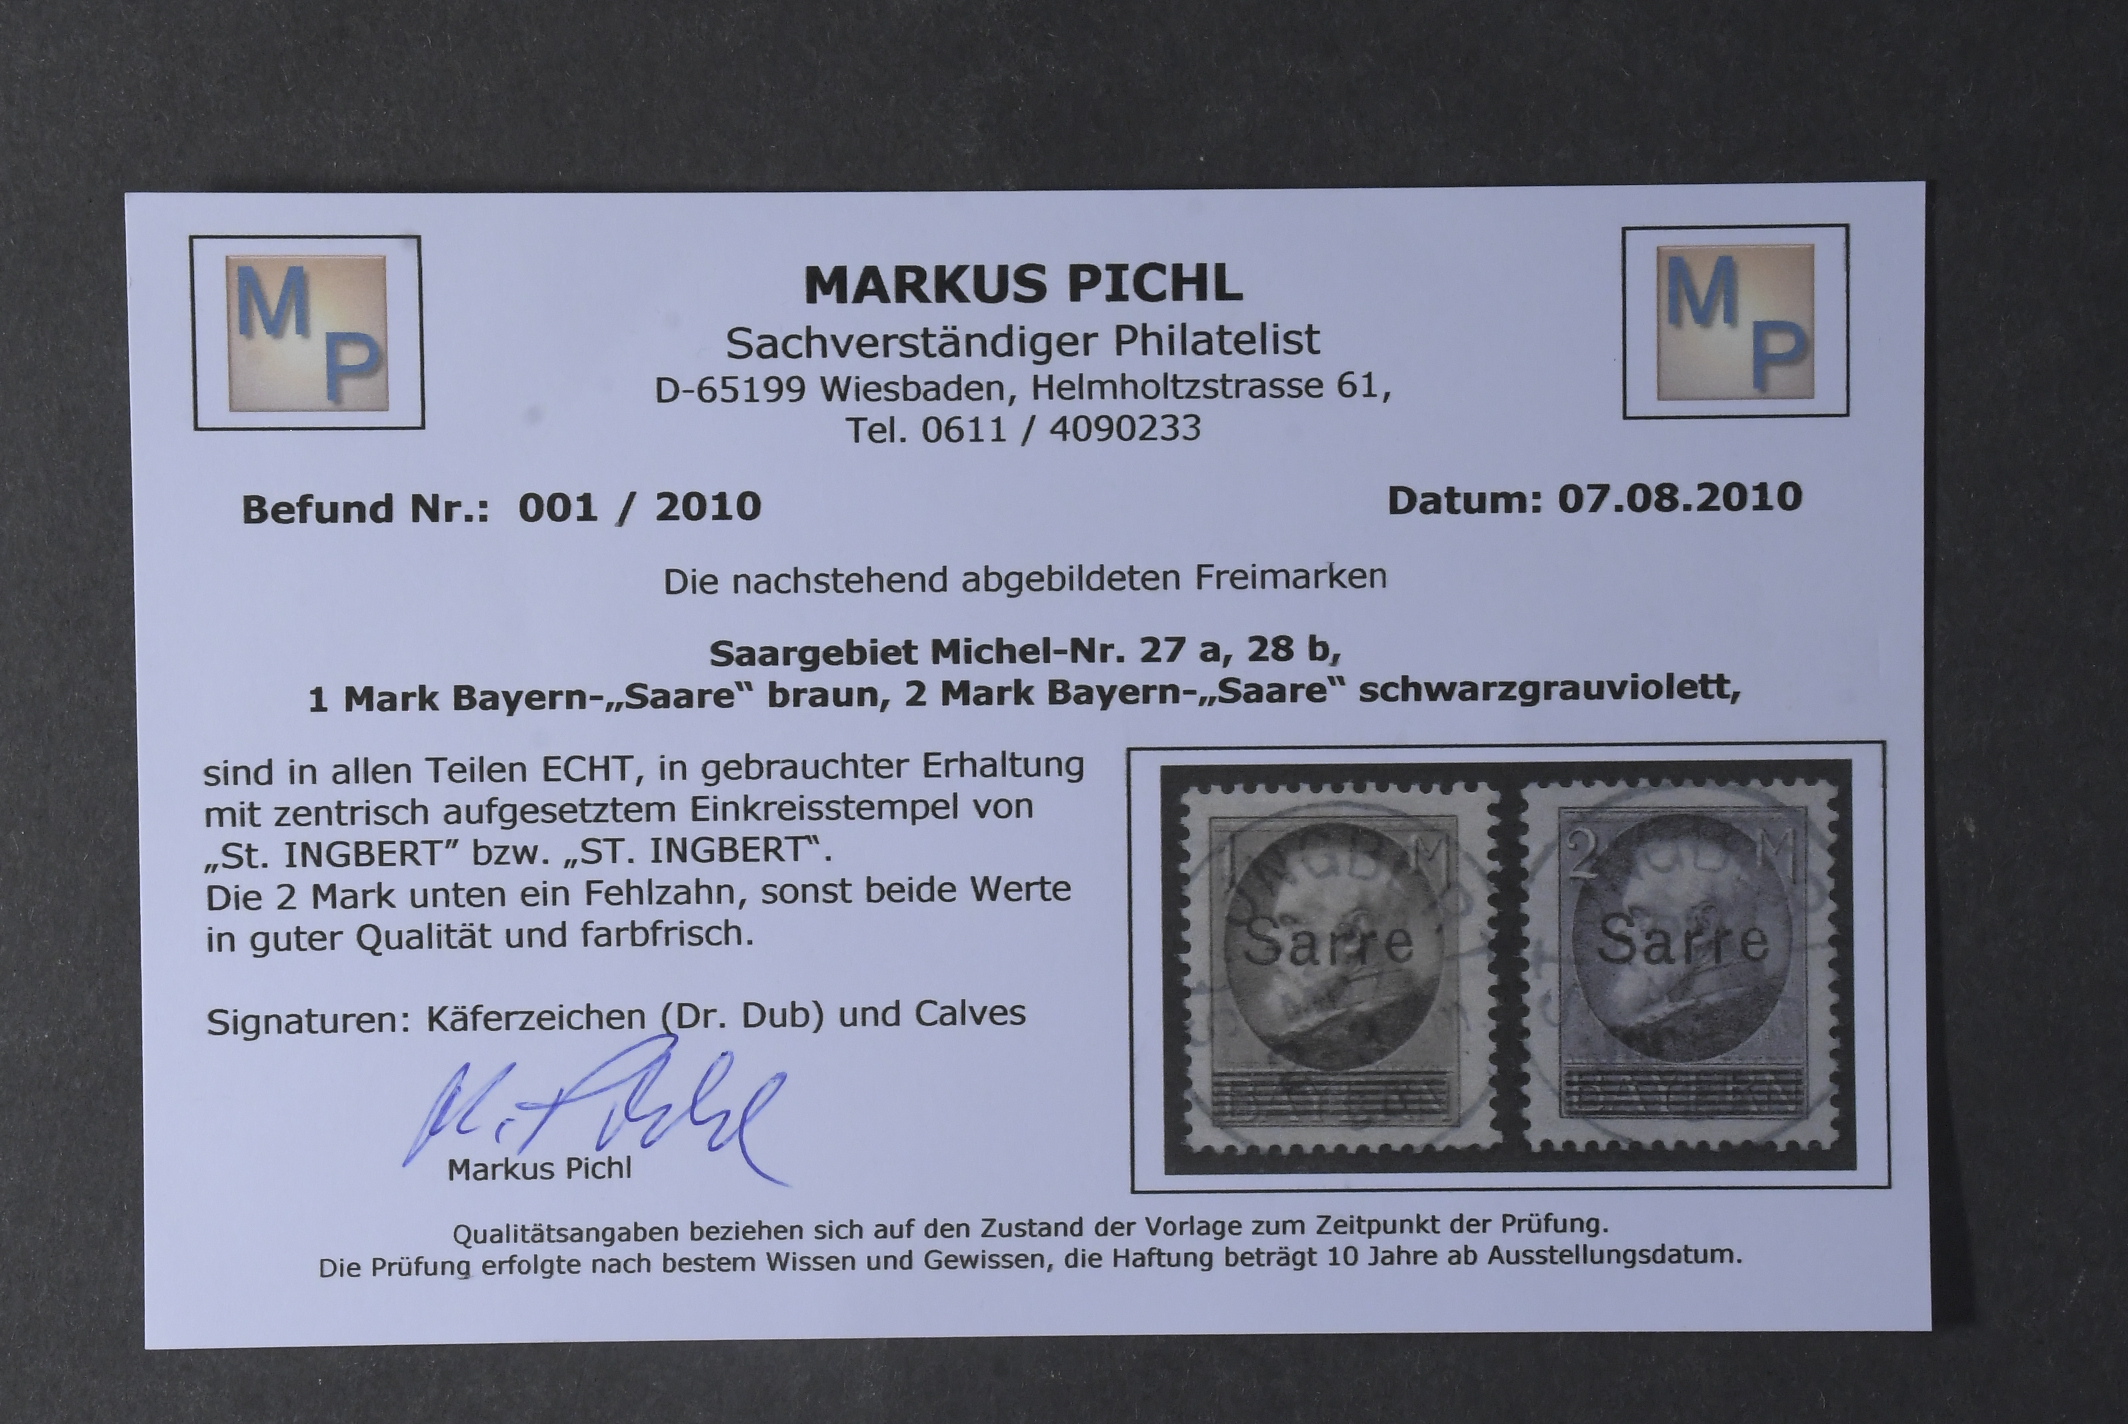 M
P
MARKUS PICHL
M
P
Sachverständiger Philatelist
D-65199 Wiesbaden, Helmholtzstrasse 61,
Tel. 0611 / 4090233
Befund Nr.: 001 / 2010
Datum: 07.08.2010
Die nachstehend abgebildeten Freimarken
Saargebiet Michel-Nr. 27 a, 28 b,
1 Mark Bayern-„Saare“ braun, 2 Mark Bayern-„Saare“ schwarzgrauviolett,
sind in allen Teilen ECHT, in gebrauchter Erhaltung
mit zentrisch aufgesetztem Einkreisstempel von
„St. INGBERT” bzw. „ST. INGBERT“.
Die 2 Mark unten ein Fehlzahn, sonst beide Werte
in guter Qualität und farbfrisch.
Signaturen: Käferzeichen (Dr. Dub) und Calves
M. Pichl
Markus Pichl
1 M
Sarre
BAYERN
2 M
Sarre
BAYERN
Qualitätsangaben beziehen sich auf den Zustand der Vorlage zum Zeitpunkt der Prüfung.
Die Prüfung erfolgte nach bestem Wissen und Gewissen, die Haftung beträgt 10 Jahre ab Ausstellungsdatum.